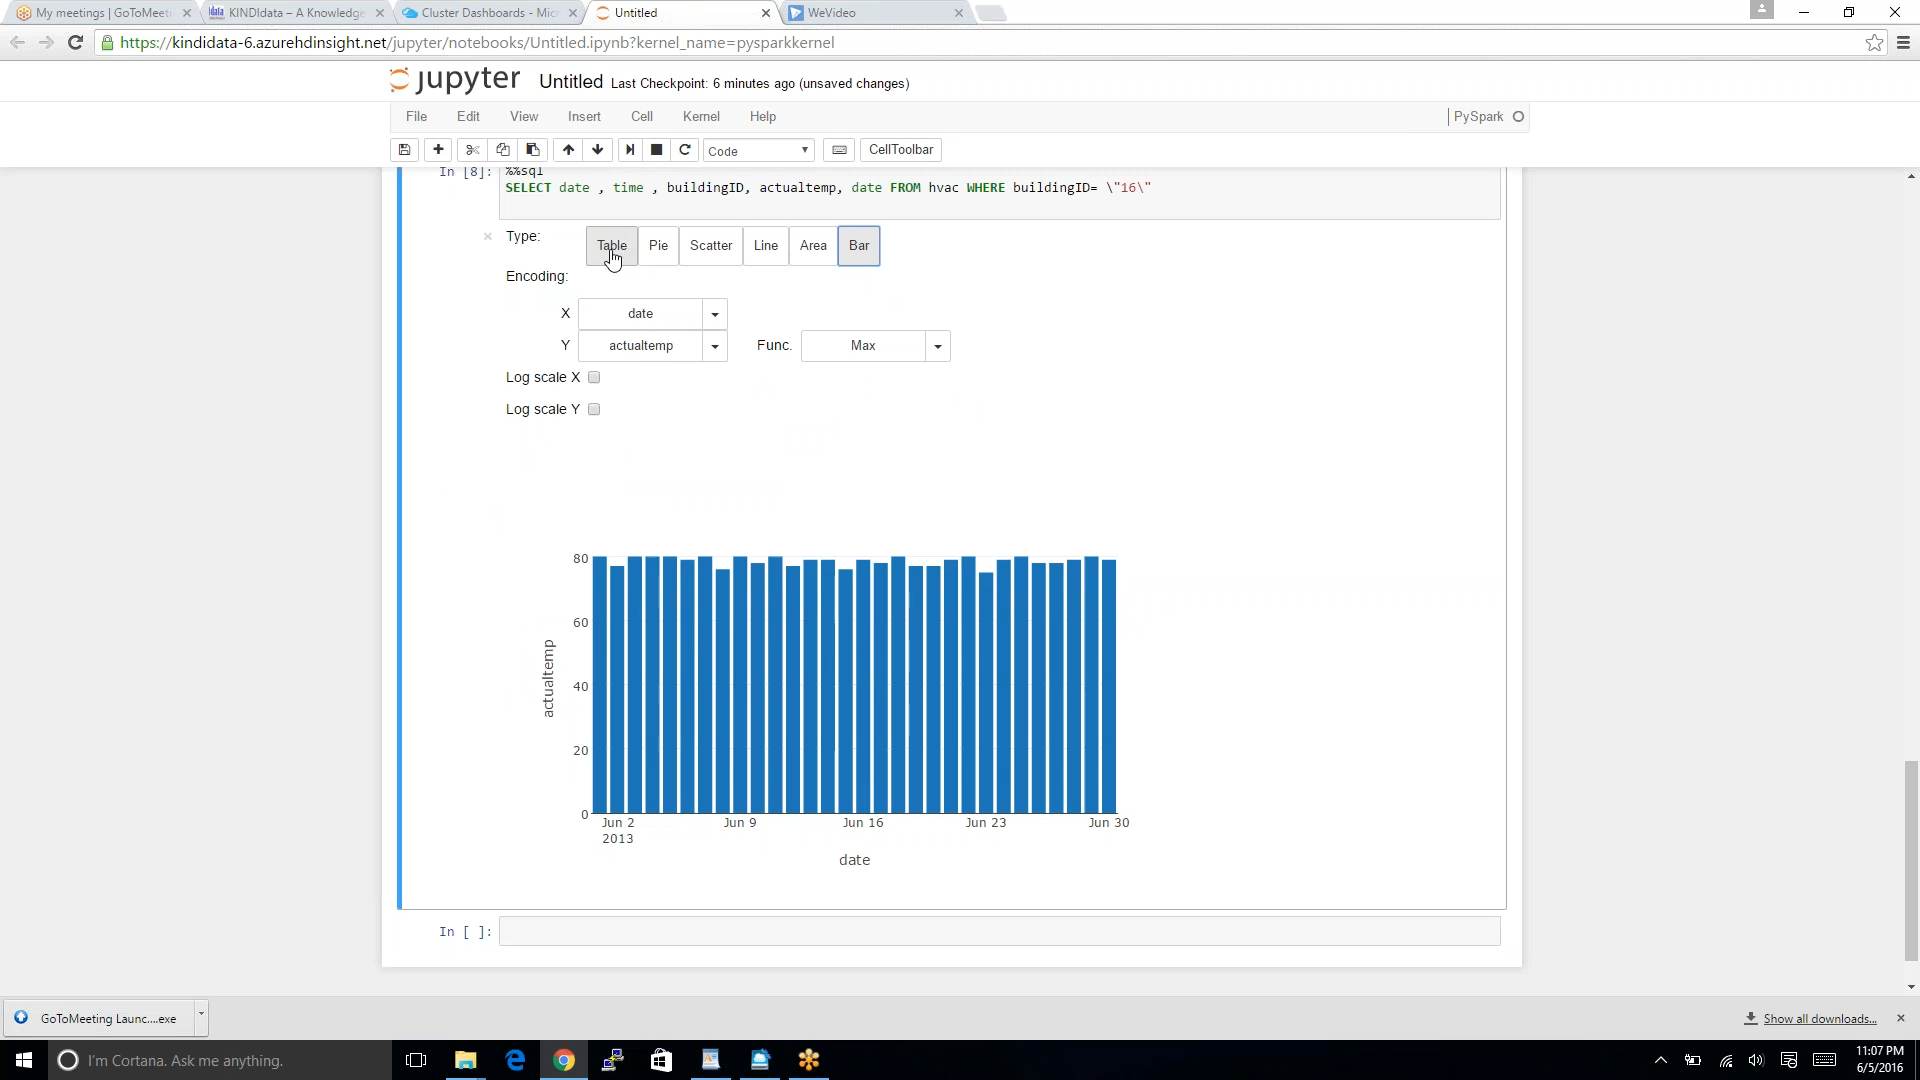 My meetings | GoToMeeti
KINDIdata – A Knowledge
Cluster Dashboards - Micr
Untitled
WeVideo
https://kindidata-6.azurehdinsight.net/jupyter/notebooks/Untitled.ipynb?kernel_name=pysparkkernel
jupyter Untitled Last Checkpoint: 6 minutes ago (unsaved changes)
File Edit View Insert Cell Kernel Help PySpark
Code CellToolbar
In [8]: %%sql
SELECT date , time , buildingID, actualtemp, date FROM hvac WHERE buildingID= \"16\"
Type: Table Pie Scatter Line Area Bar
Encoding:
X date
Y actualtemp Func. Max
Log scale X
Log scale Y
80
60
40
20
0
actualtemp
Jun 2 Jun 9 Jun 16 Jun 23 Jun 30
2013
date
In [ ]:
GoToMeeting Launc....exe
Show all downloads...
I'm Cortana. Ask me anything.
11:07 PM
6/5/2016